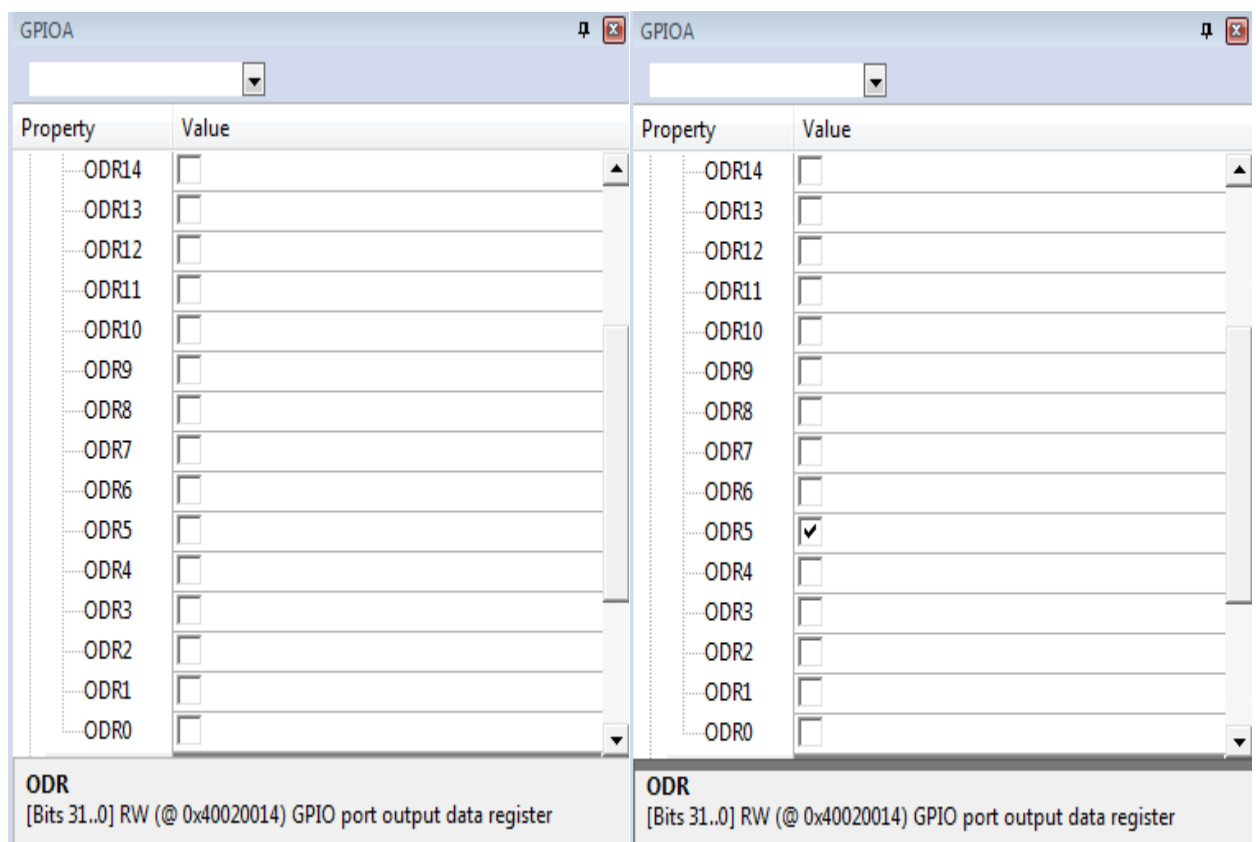 GPIOA
Property Value
ODR14
ODR13
ODR12
ODR11
ODR10
ODR9
ODR8
ODR7
ODR6
ODR5
ODR4
ODR3
ODR2
ODR1
ODR0
ODR
[Bits 31..0] RW (@ 0x40020014) GPIO port output data register
GPIOA
Property Value
ODR14
ODR13
ODR12
ODR11
ODR10
ODR9
ODR8
ODR7
ODR6
ODR5
ODR4
ODR3
ODR2
ODR1
ODR0
ODR
[Bits 31..0] RW (@ 0x40020014) GPIO port output data register